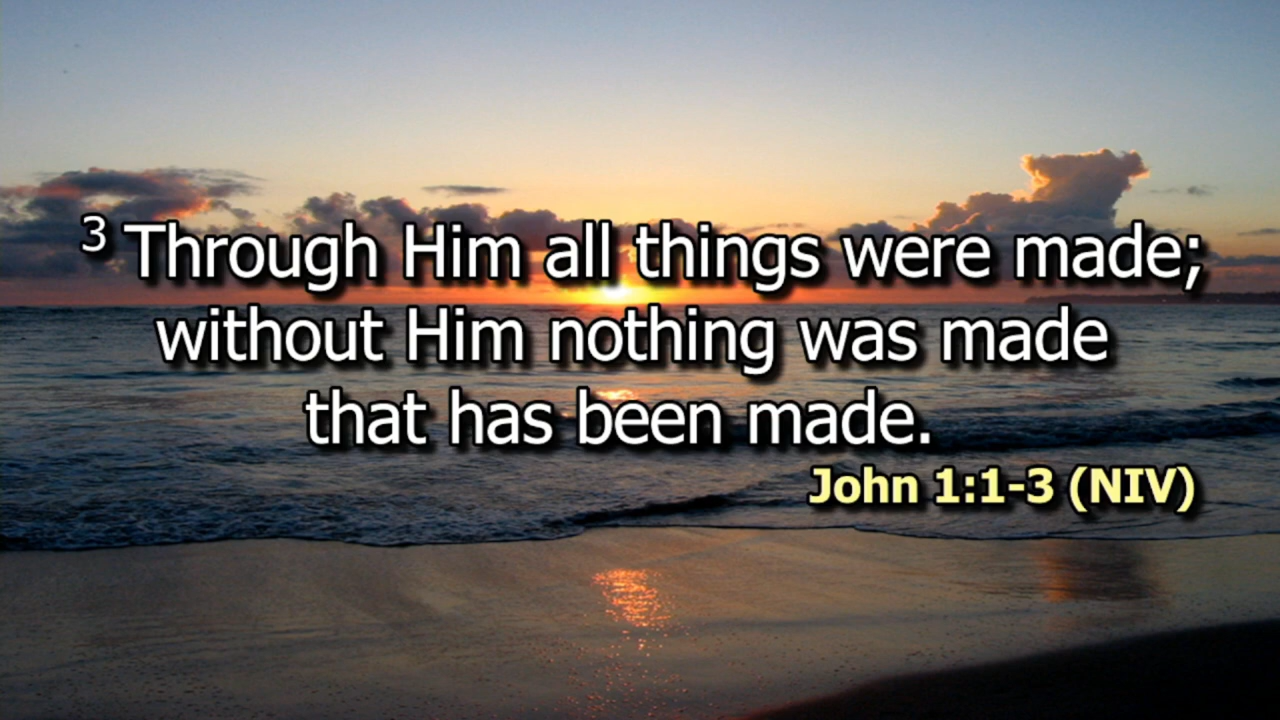 3 Through Him all things were made;
without Him nothing was made
that has been made.
John 1:1-3 (NIV)